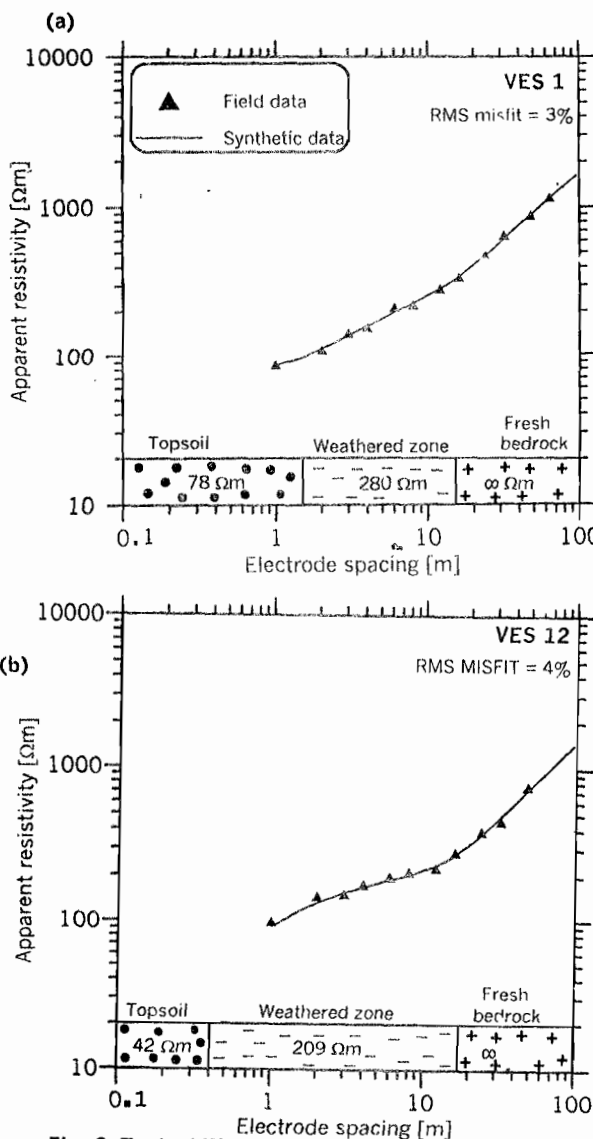 (a)
10000
VES 1
Field data
RMS misfit = 3%
Synthetic data
1000
Apparent resistivity [Ωm]
100
Topsoil
Weathered zone
Fresh
bedrock
78 Ωm
280 Ωm
∞ Ωm
10
0.1
1
10
100
Electrode spacing [m]
10000
VES 12
(b)
RMS MISFIT = 4%
1000
Apparent resistivity [Ωm]
100
Topsoil
Weathered zone
Fresh
bedrock
42 Ωm
209 Ωm
∞
10
0.1
1
10
100
Electrode spacing [m]